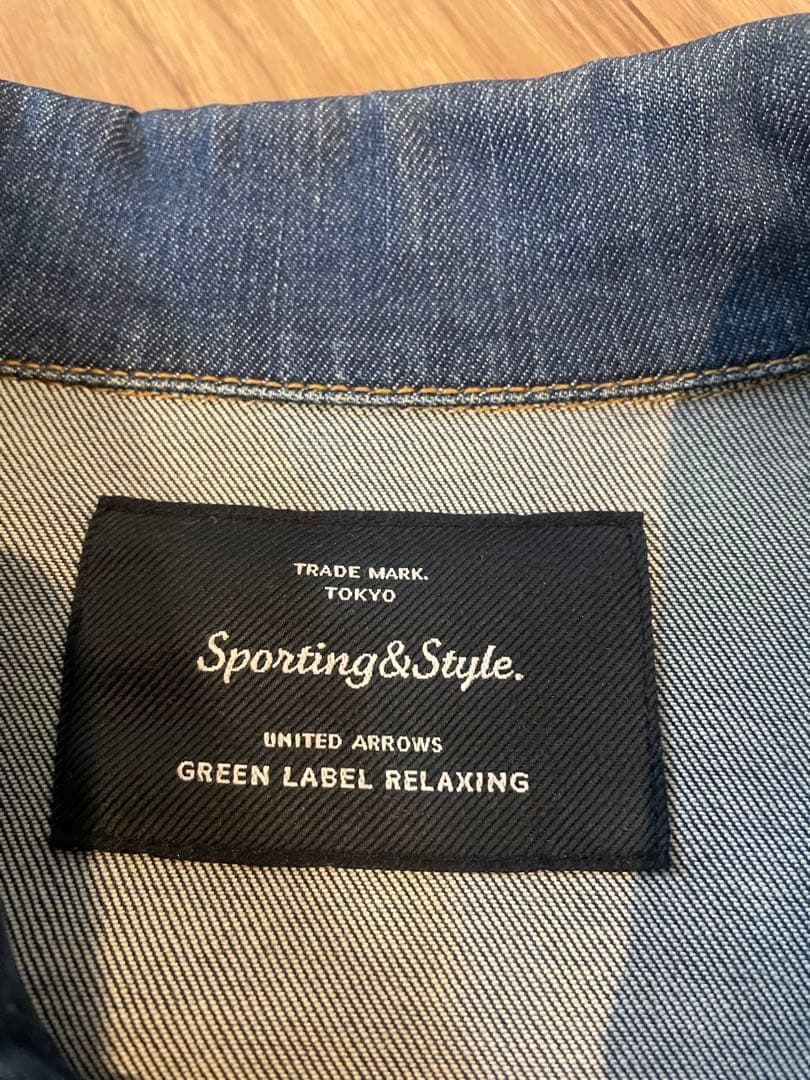 TRADE MARK.
TOKYO
Sporting&Style.
UNITED ARROWS
GREEN LABEL RELAXING